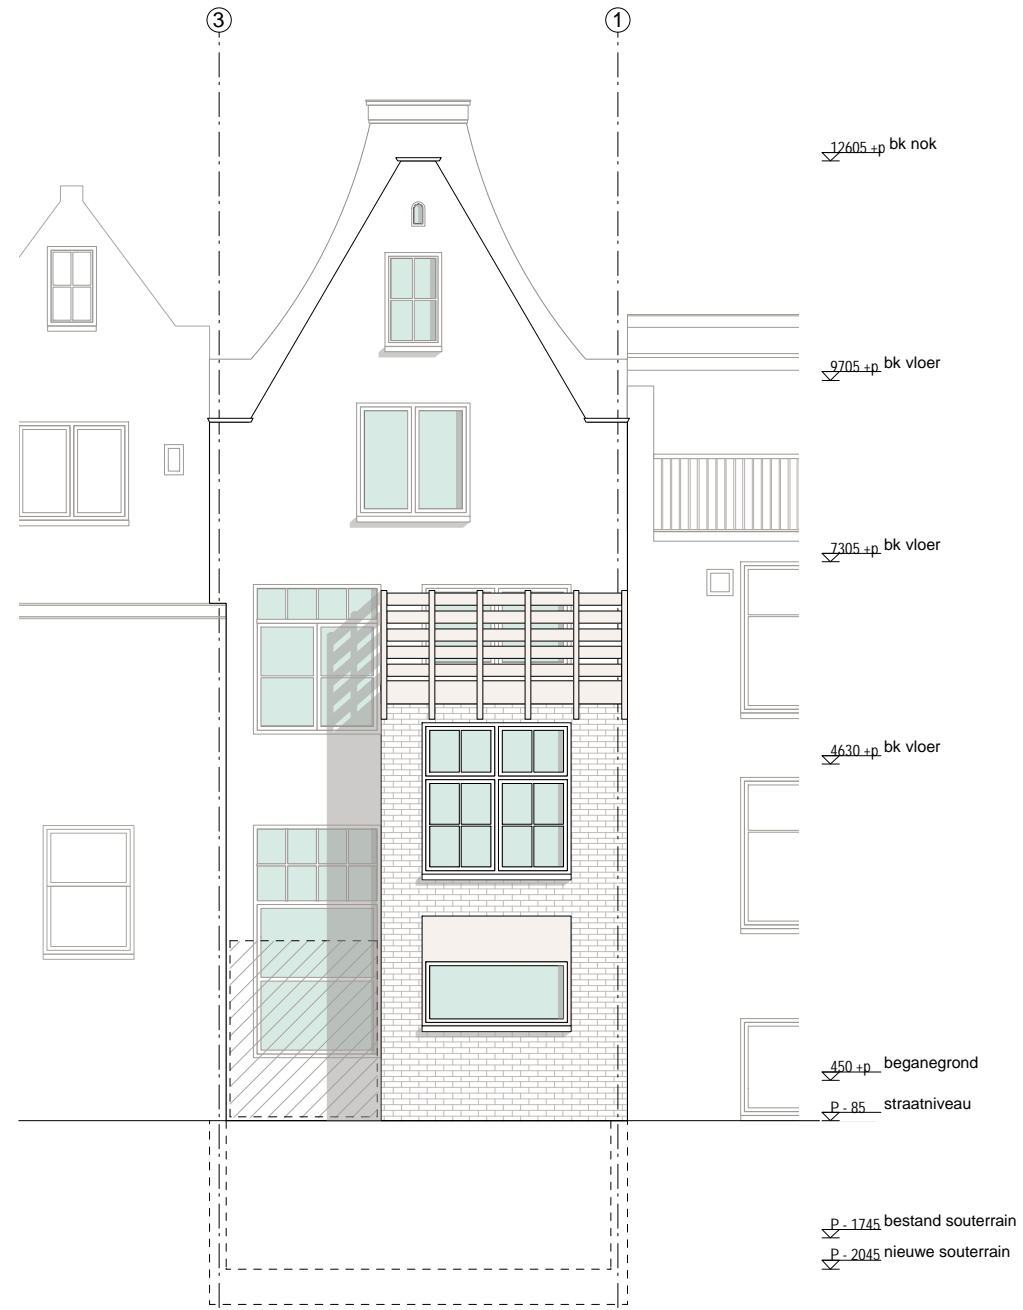 3 1
12605 +p bk nok
9705 +p bk vloer
7305 +p bk vloer
4630 +p bk vloer
450 +p beganegrond
P - 85 straatniveau
P - 1745 bestand souterrain
P - 2045 nieuwe souterrain